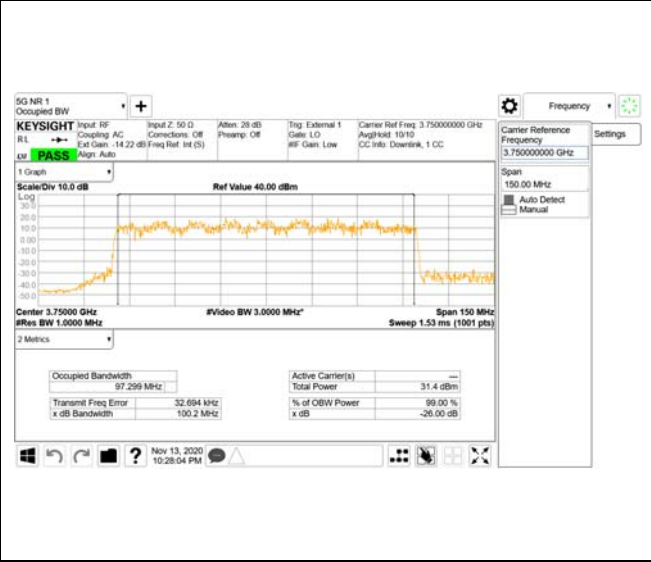 5G NR 1
Occupied BW
Frequency
KEYSIGHT
R L
PASS
Input: RF
Coupling: AC
Ext Gain: -14.22 dB
Align: Auto
Input Z: 50 Ω
Corrections: Off
Freq Ref: Int (S)
Atten: 28 dB
Preamp: Off
Trig: External 1
Gate: LO
#IF Gain: Low
Carrier Ref Freq: 3.750000000 GHz
Avg|Hold: 10/10
CC Info: Downlink, 1 CC
Carrier Reference
Frequency
3.750000000 GHz
Settings
Span
150.00 MHz
Auto Detect
Manual
1 Graph
Scale/Div 10.0 dB
Ref Value 40.00 dBm
Log
30.0
20.0
10.0
0.00
-10.0
-20.0
-30.0
-40.0
-50.0
Center 3.75000 GHz
#Video BW 3.0000 MHz*
Span 150 MHz
#Res BW 1.0000 MHz
Sweep 1.53 ms (1001 pts)
2 Metrics
Occupied Bandwidth
97.299 MHz
Transmit Freq Error 32.694 kHz
x dB Bandwidth 100.2 MHz
Active Carrier(s) —
Total Power 31.4 dBm
% of OBW Power 99.00 %
x dB -26.00 dB
?
Nov 13, 2020
10:28:04 PM